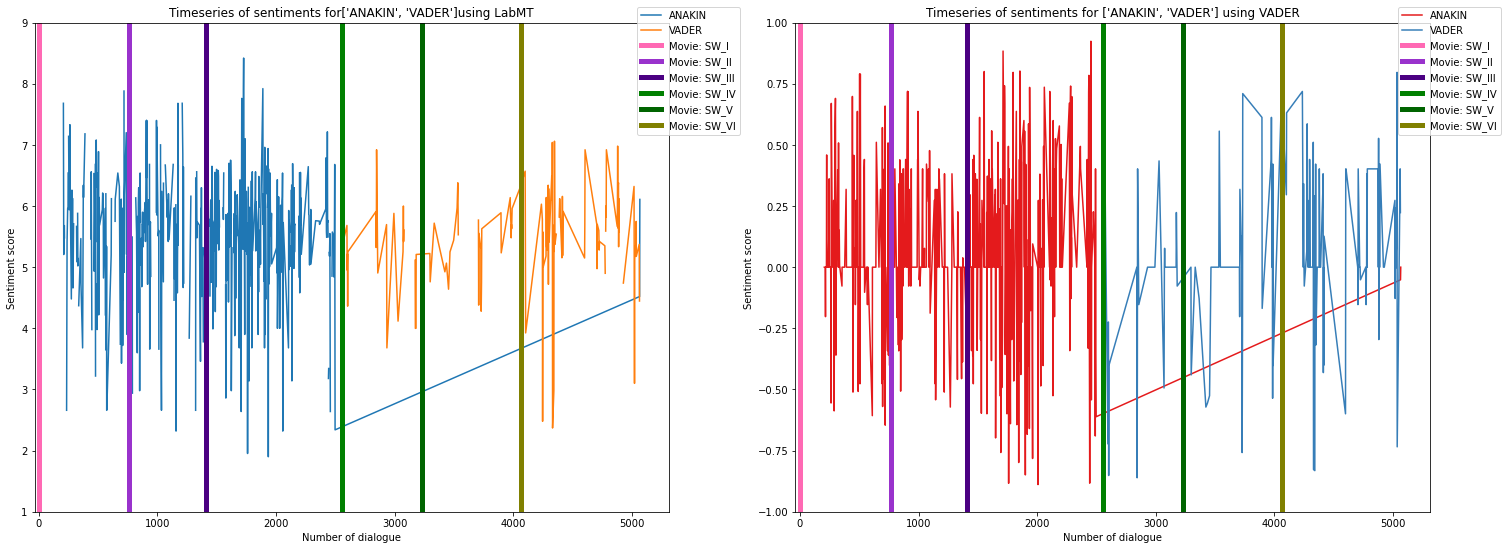 Timeseries of sentiments for['ANAKIN', 'VADER']using LabMT
ANAKIN
VADER
Movie: SW_I
Movie: SW_II
Movie: SW_III
Movie: SW_IV
Movie: SW_V
Movie: SW_VI
9
8
7
6
5
4
3
2
1
Sentiment score
0
1000
2000
3000
4000
5000
Number of dialogue
Timeseries of sentiments for ['ANAKIN', 'VADER'] using VADER
ANAKIN
VADER
Movie: SW_I
Movie: SW_II
Movie: SW_III
Movie: SW_IV
Movie: SW_V
Movie: SW_VI
1.00
0.75
0.50
0.25
0.00
−0.25
−0.50
−0.75
−1.00
Sentiment score
0
1000
2000
3000
4000
5000
Number of dialogue